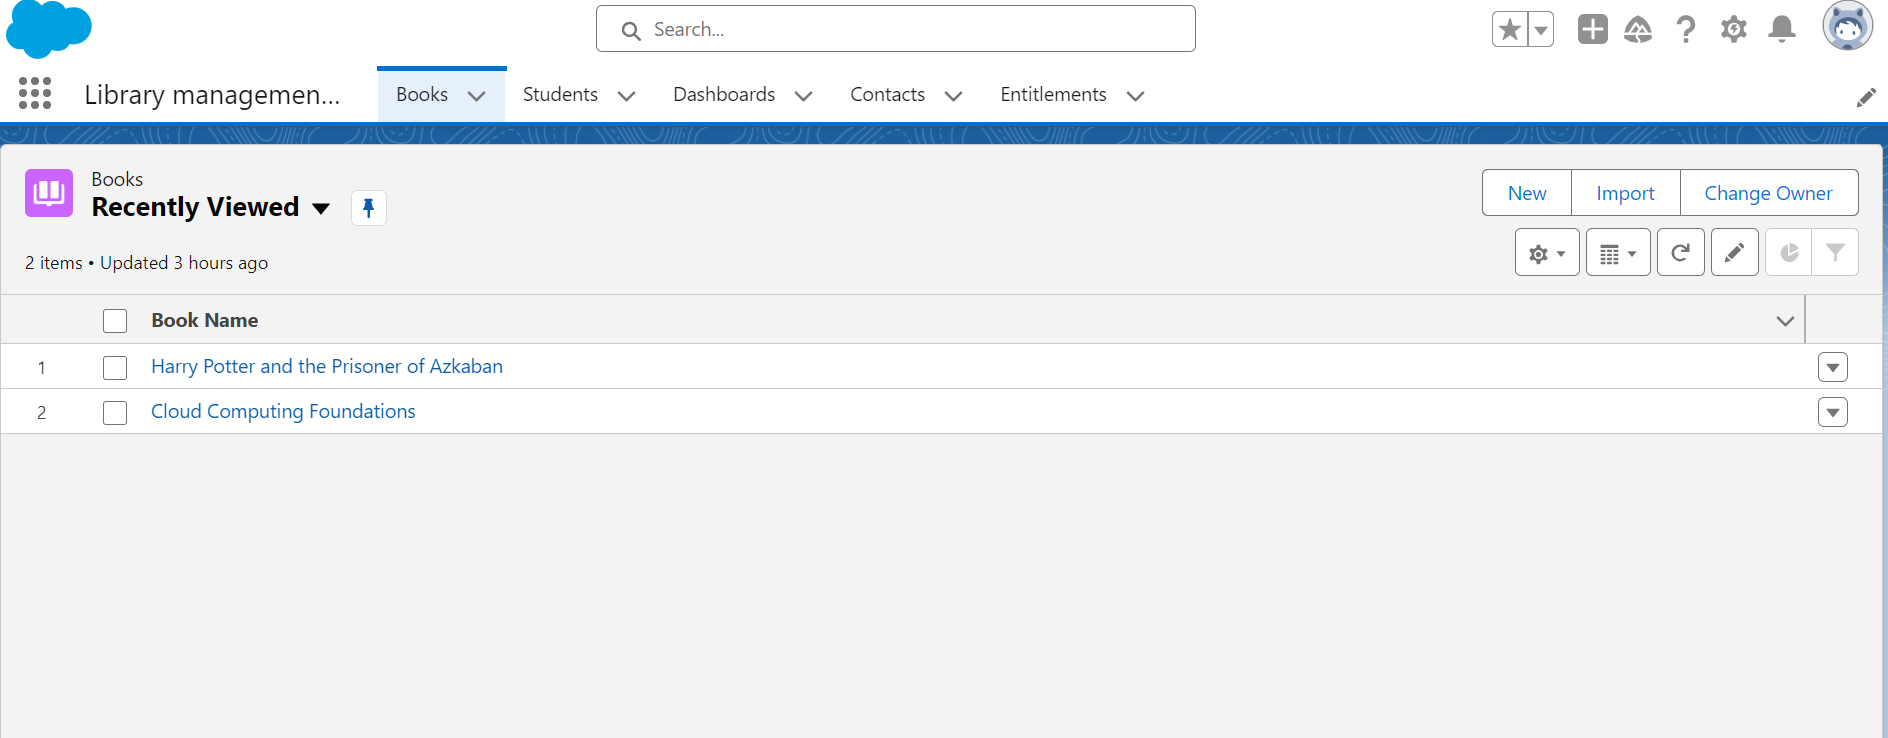 Search...
Library managemen...
Books
Students
Dashboards
Contacts
Entitlements
Books
Recently Viewed
New
Import
Change Owner
2 items • Updated 3 hours ago
Book Name
1
Harry Potter and the Prisoner of Azkaban
2
Cloud Computing Foundations